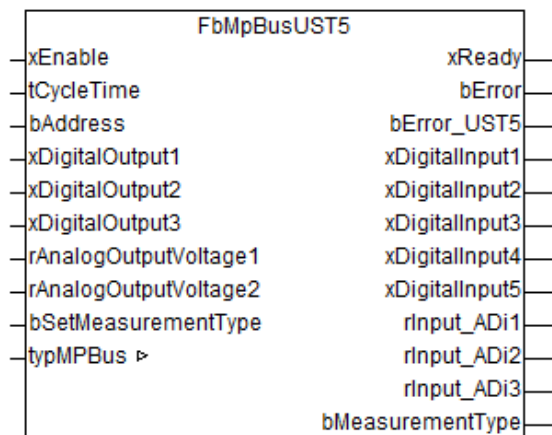 FbMpBusUST5
xEnable xReady
tCycleTime bError
bAddress bError_UST5
xDigitalOutput1 xDigitalInput1
xDigitalOutput2 xDigitalInput2
xDigitalOutput3 xDigitalInput3
rAnalogOutputVoltage1 xDigitalInput4
rAnalogOutputVoltage2 xDigitalInput5
bSetMeasurementType rInput_ADi1
typMPBus ▹ rInput_ADi2
rInput_ADi3
bMeasurementType